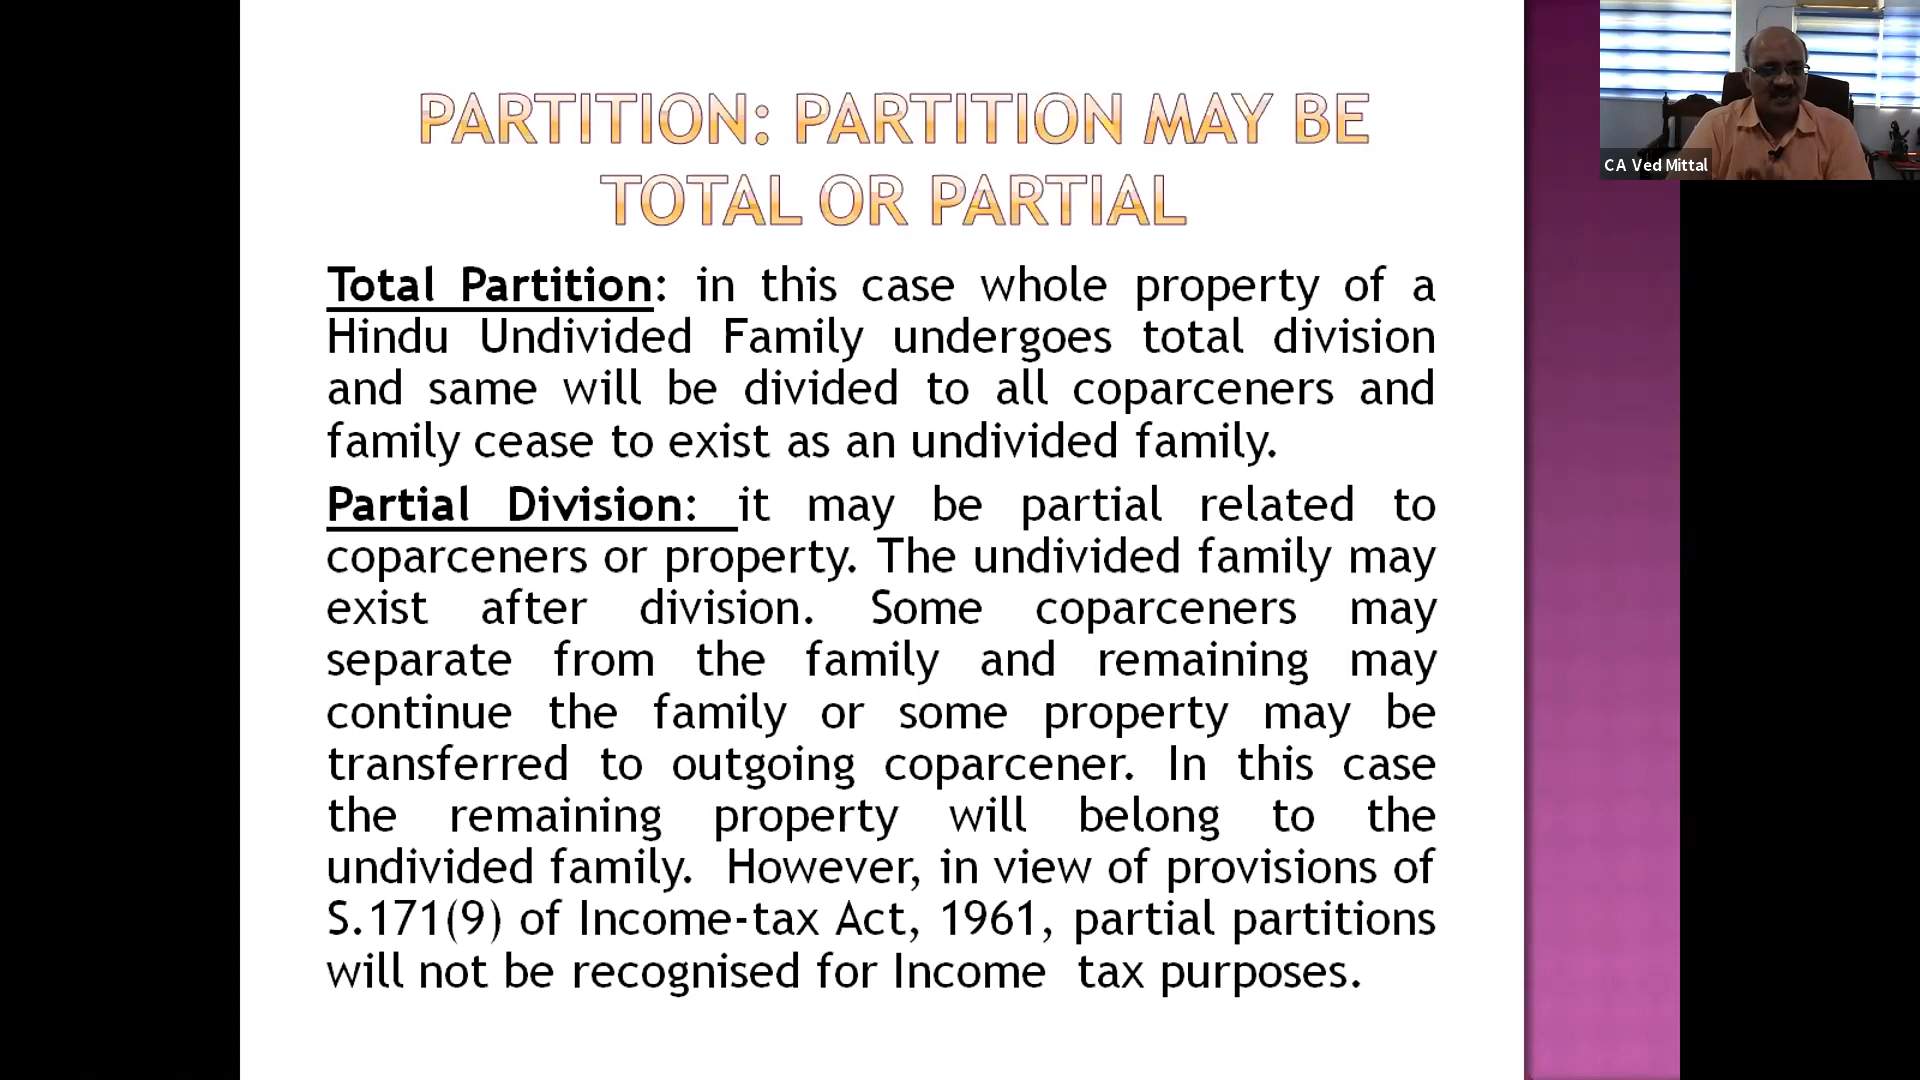 PARTITION: PARTITION MAY BE
TOTAL OR PARTIAL
CA Ved Mittal
Total Partition: in this case whole property of a
Hindu Undivided Family undergoes total division
and same will be divided to all coparceners and
family cease to exist as an undivided family.
Partial Division: it may be partial related to
coparceners or property. The undivided family may
exist after division. Some coparceners may
separate from the family and remaining may
continue the family or some property may be
transferred to outgoing coparcener. In this case
the remaining property will belong to the
undivided family. However, in view of provisions of
S.171(9) of Income-tax Act, 1961, partial partitions
will not be recognised for Income tax purposes.